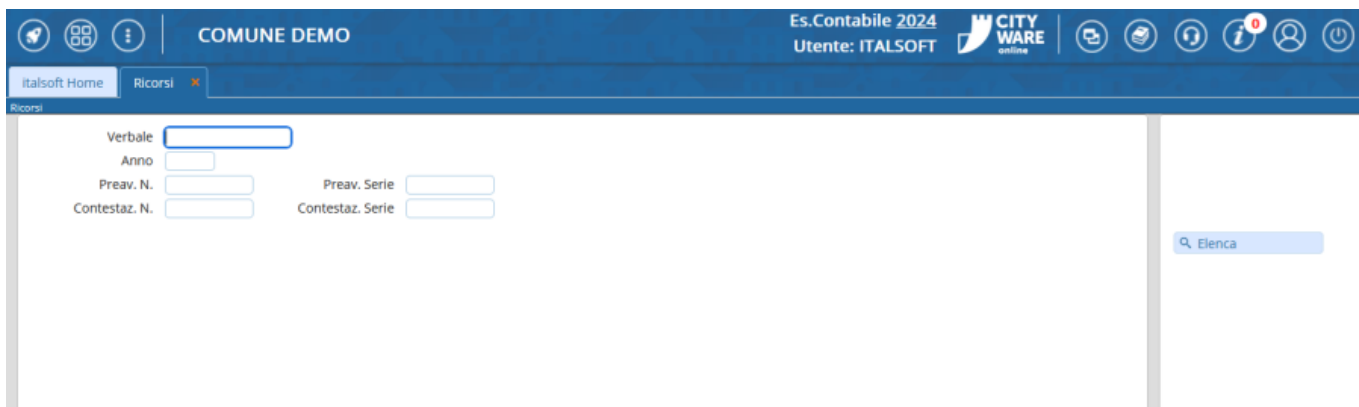 COMUNE DEMO
Es.Contabile 2024
Utente: ITALSOFT
CITY
WARE
online
0
italsoft Home
Ricorsi
Ricorsi
Verbale
Anno
Preav. N. Preav. Serie
Contestaz. N. Contestaz. Serie
Elenca